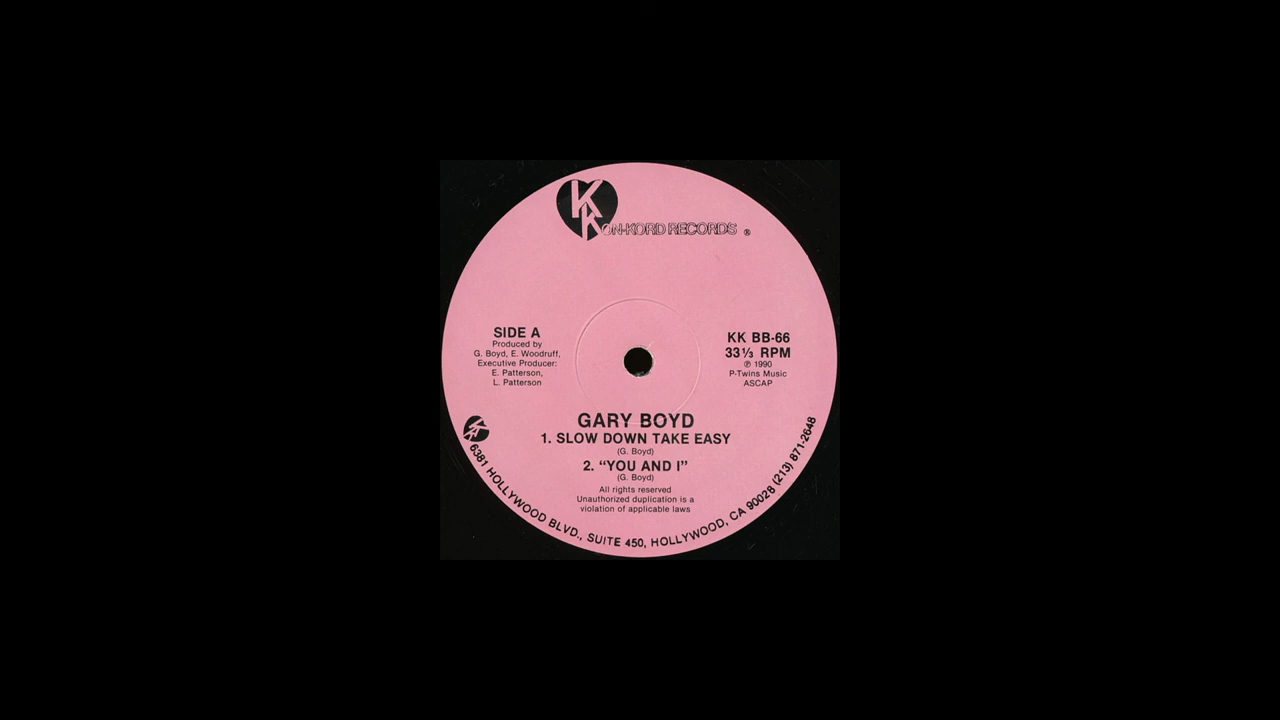 K
KON-KORD RECORDS ®
SIDE A
Produced by
G. Boyd, E. Woodruff,
Executive Producer:
E. Patterson,
L. Patterson
KK BB-66
33⅓ RPM
℗ 1990
P-Twins Music
ASCAP
GARY BOYD
1. SLOW DOWN TAKE EASY
(G. Boyd)
2. “YOU AND I”
(G. Boyd)
All rights reserved
Unauthorized duplication is a
violation of applicable laws
KK 6381 HOLLYWOOD BLVD., SUITE 450, HOLLYWOOD, CA 90028 (213) 871-2648